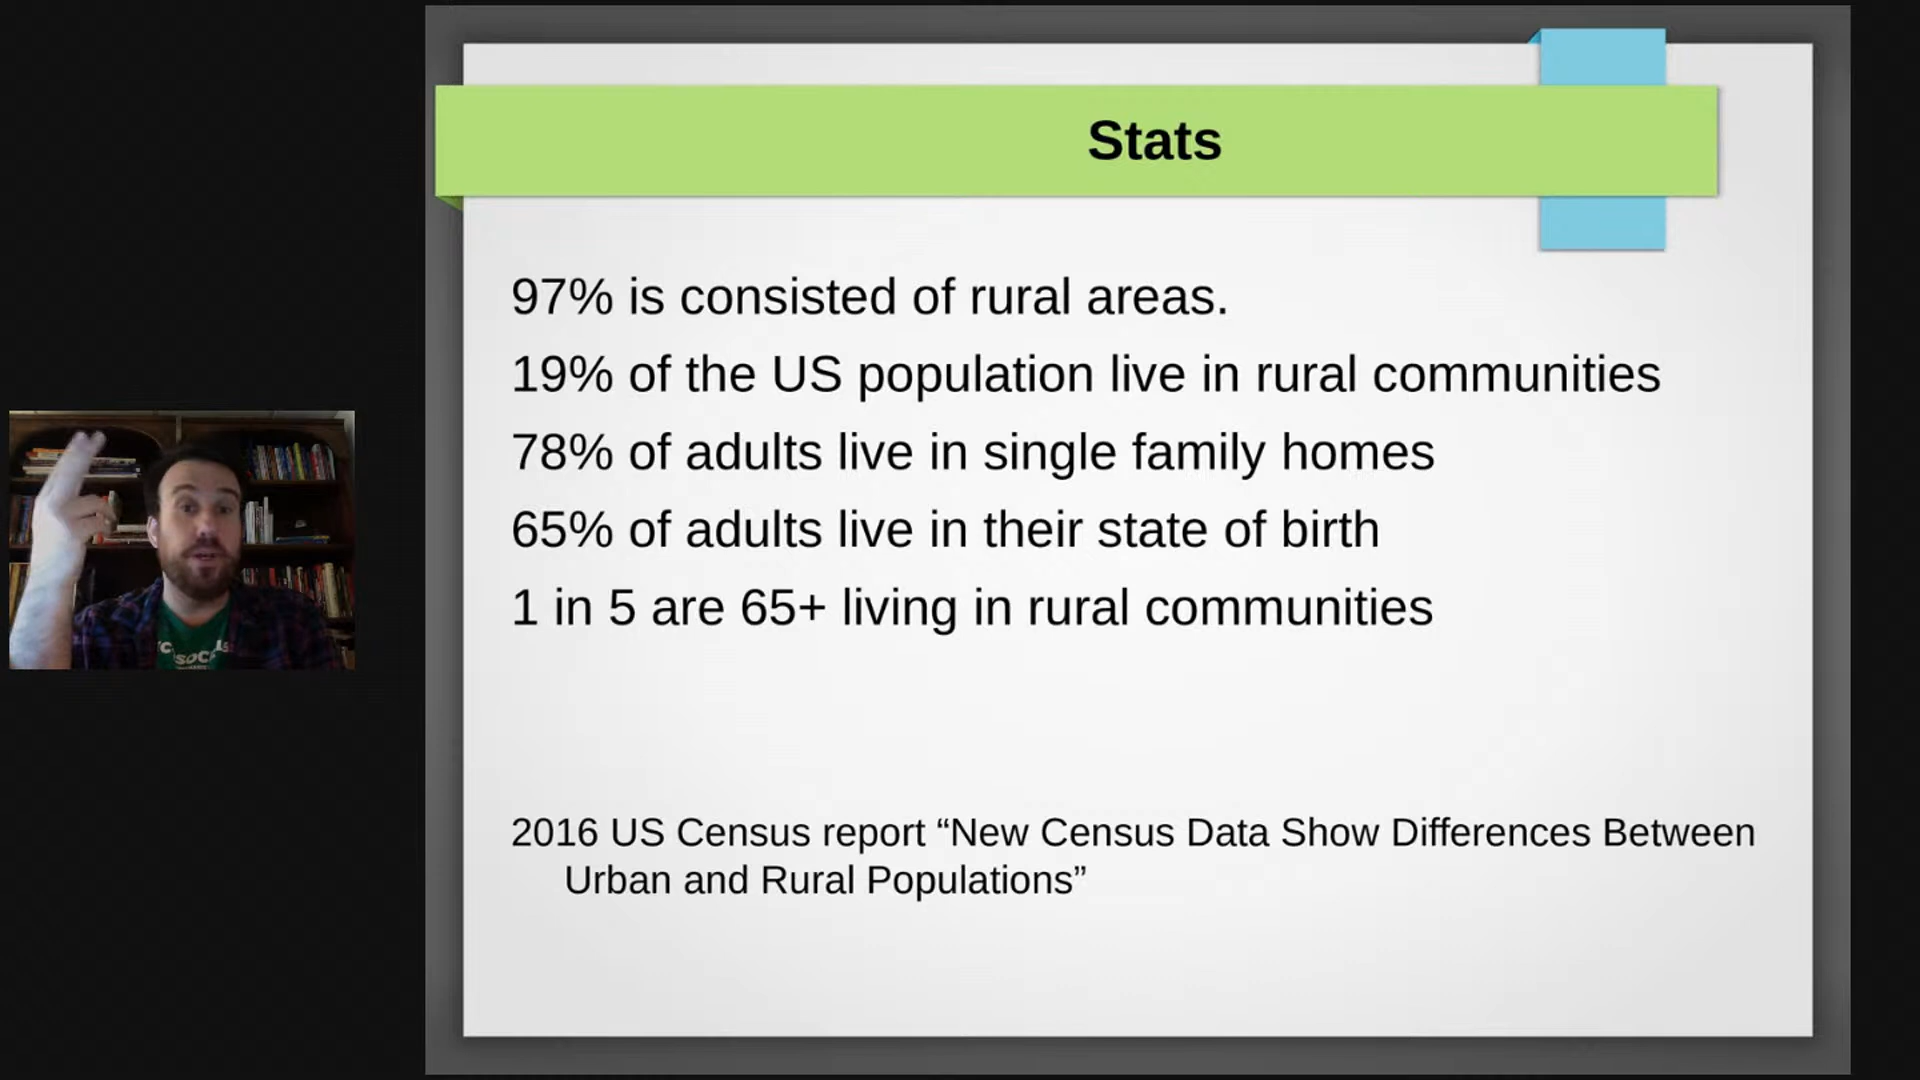 Stats
97% is consisted of rural areas.
19% of the US population live in rural communities
78% of adults live in single family homes
65% of adults live in their state of birth
1 in 5 are 65+ living in rural communities
2016 US Census report “New Census Data Show Differences Between
Urban and Rural Populations”